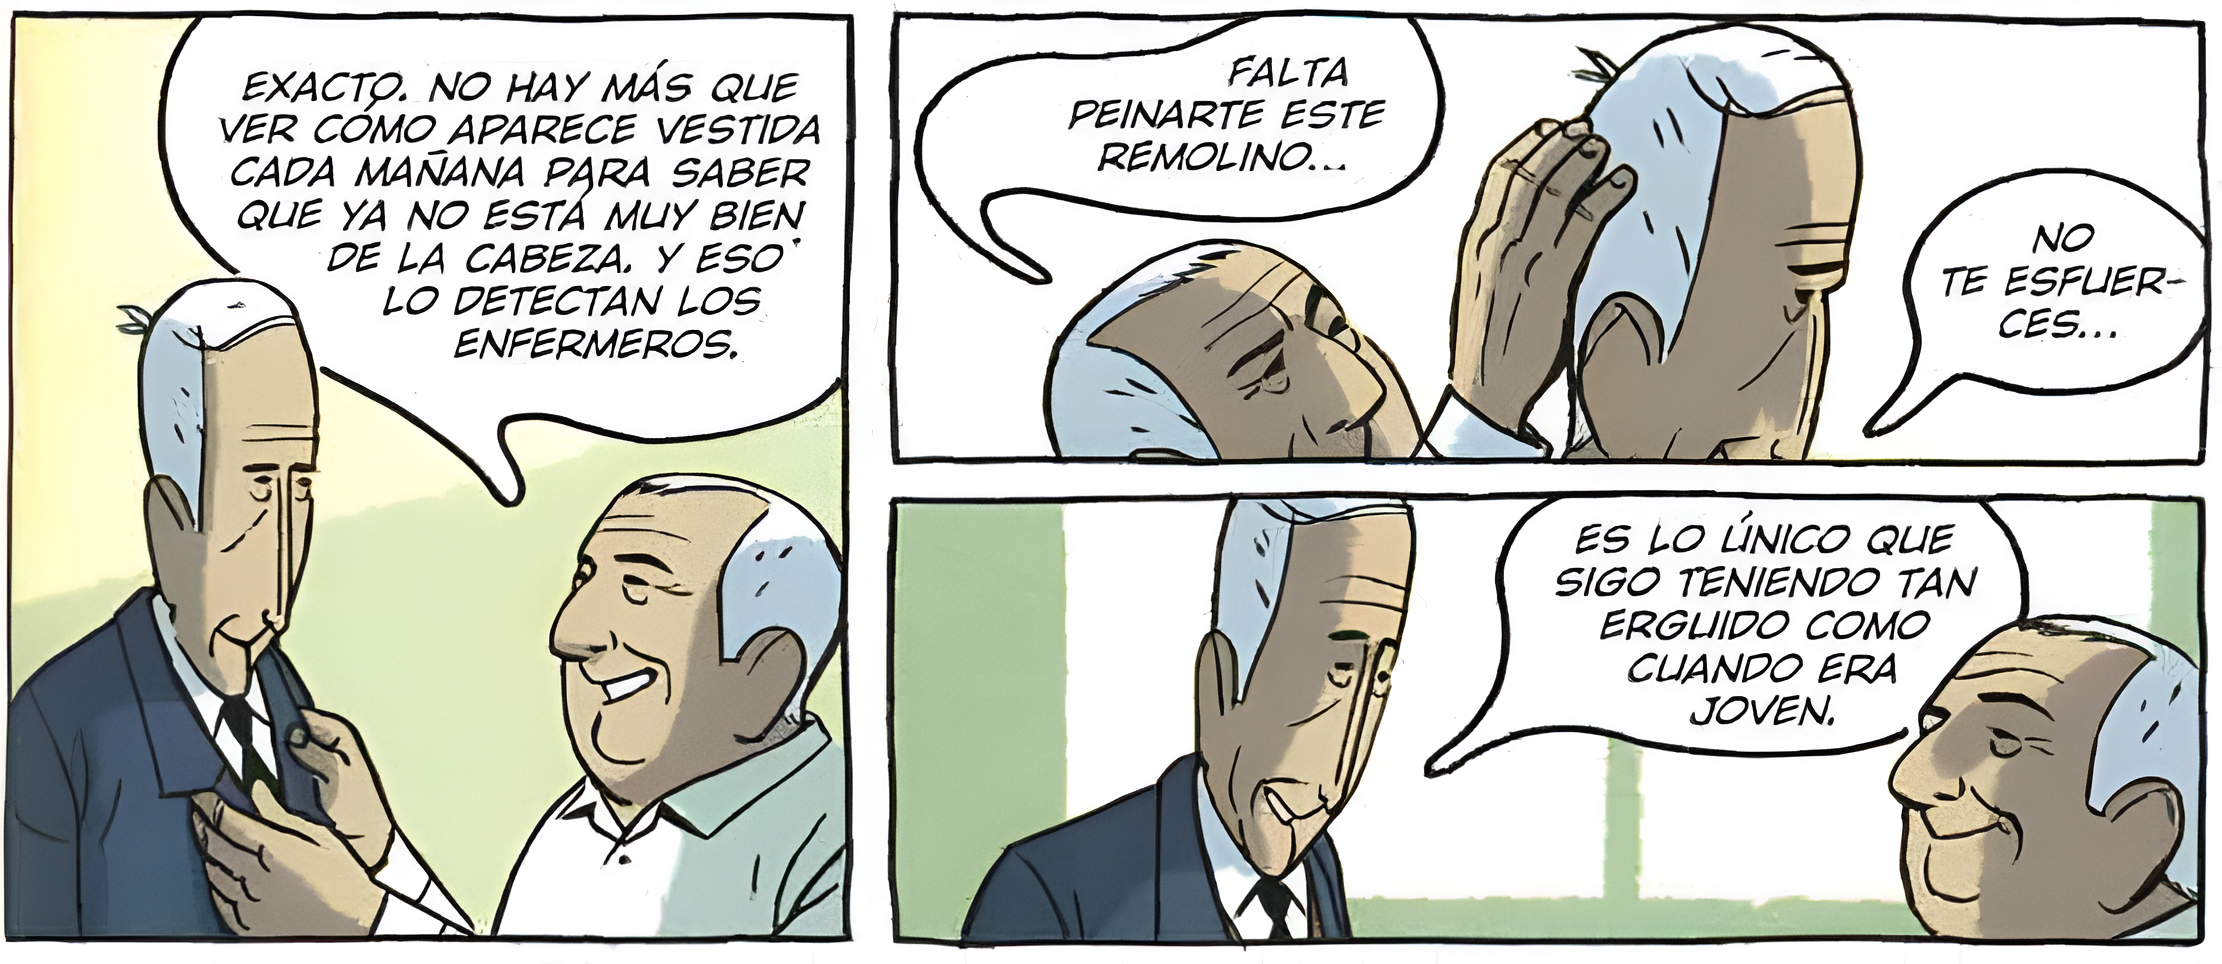 EXACTO. NO HAY MÁS QUE
VER CÓMO APARECE VESTIDA
CADA MAÑANA PARA SABER
QUE YA NO ESTÁ MUY BIEN
DE LA CABEZA. Y ESO
LO DETECTAN LOS
ENFERMEROS.
FALTA
PEINARTE ESTE
REMOLINO...
NO
TE ESFUER-
CES...
ES LO ÚNICO QUE
SIGO TENIENDO TAN
ERGUIDO COMO
CUANDO ERA
JOVEN.